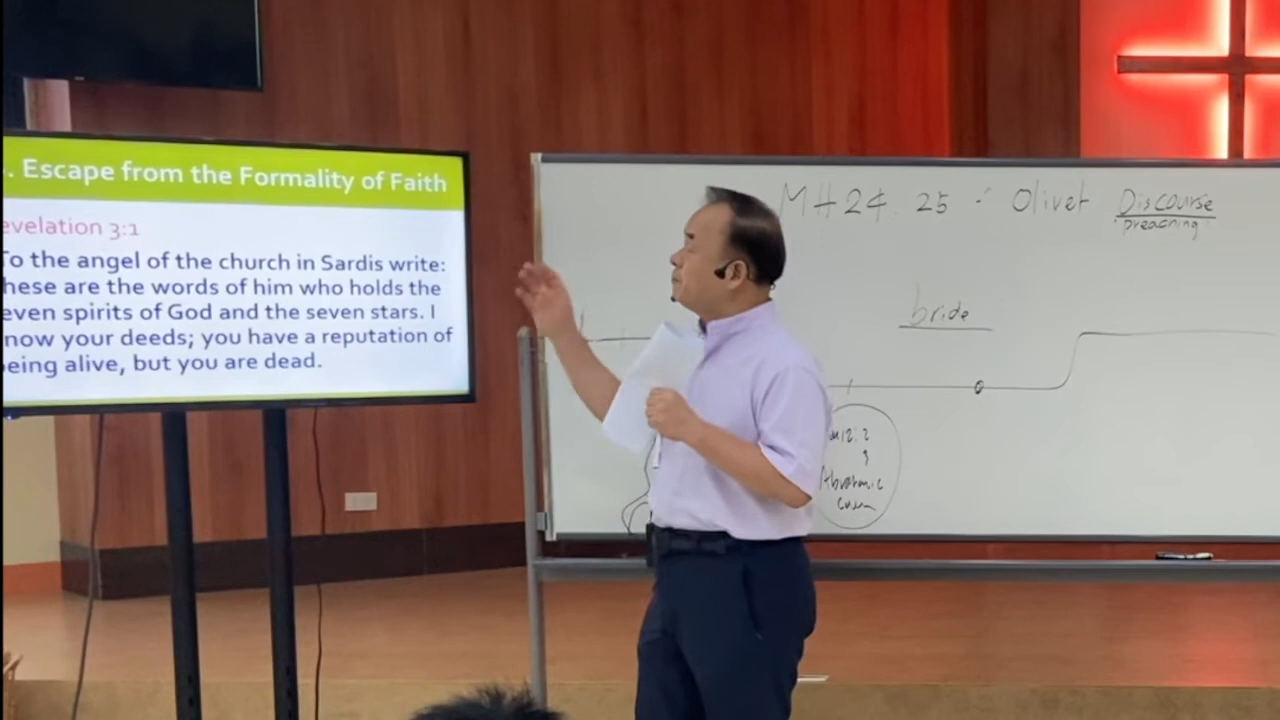 . Escape from the Formality of Faith
evelation 3:1
To the angel of the church in Sardis write:
hese are the words of him who holds the
even spirits of God and the seven stars. I
now your deeds; you have a reputation of
eing alive, but you are dead.
MH 24. 25 Olivet Discourse
"preaching"
bride
Abrahamic